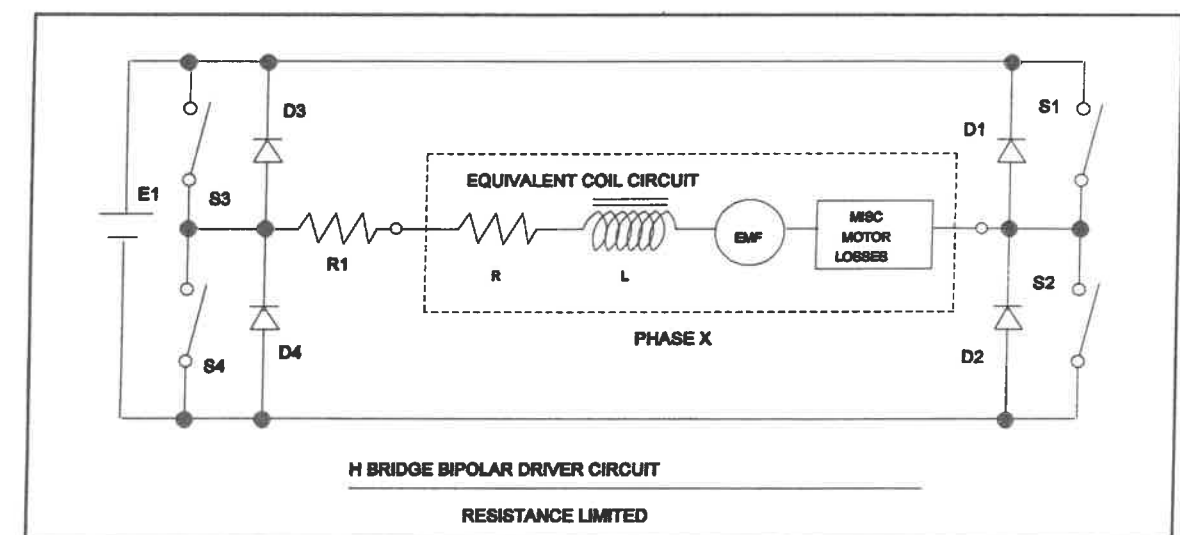 D3
S1
D1
E1
S3
EQUIVALENT COIL CIRCUIT
EMF
MISC
MOTOR
LOSSES
R1
R
L
S2
S4
D4
PHASE X
D2
H BRIDGE BIPOLAR DRIVER CIRCUIT
RESISTANCE LIMITED